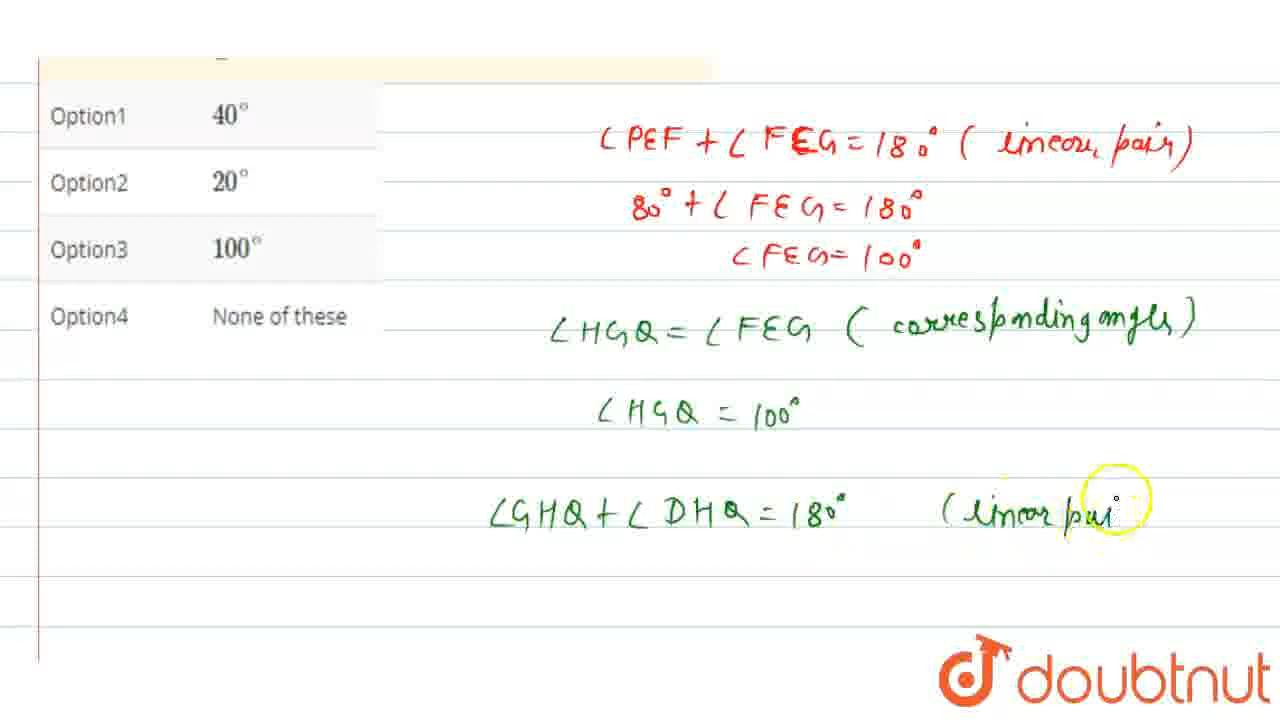 Option1 40°
Option2 20°
Option3 100°
Option4 None of these
∠PEF + ∠FEG = 180° (linear pair)
80° + ∠FEG = 180°
∠FEG = 100°
∠HGQ = ∠FEG (corresponding angles)
∠HGQ = 100°
∠GHQ + ∠DHQ = 180° (linear pai
doubtnut